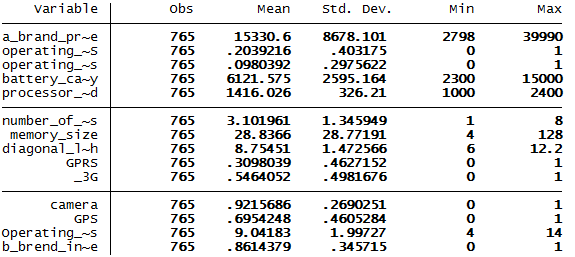 Variable Obs Mean Std. Dev. Min Max
a_brand_pr~e 765 15330.6 8678.101 2798 39990
operating_~S 765 .2039216 .403175 0 1
operating_~s 765 .0980392 .2975622 0 1
battery_ca~y 765 6121.575 2595.164 2300 15000
processor_~d 765 1416.026 326.21 1000 2400
number_of_~s 765 3.101961 1.345949 1 8
memory_size 765 28.8366 28.77191 4 128
diagonal_l~h 765 8.75451 1.472566 6 12.2
GPRS 765 .3098039 .4627152 0 1
_3G 765 .5464052 .4981676 0 1
camera 765 .9215686 .2690251 0 1
GPS 765 .6954248 .4605284 0 1
Operating_~s 765 9.04183 1.99727 4 14
b_brend_in~e 765 .8614379 .345715 0 1